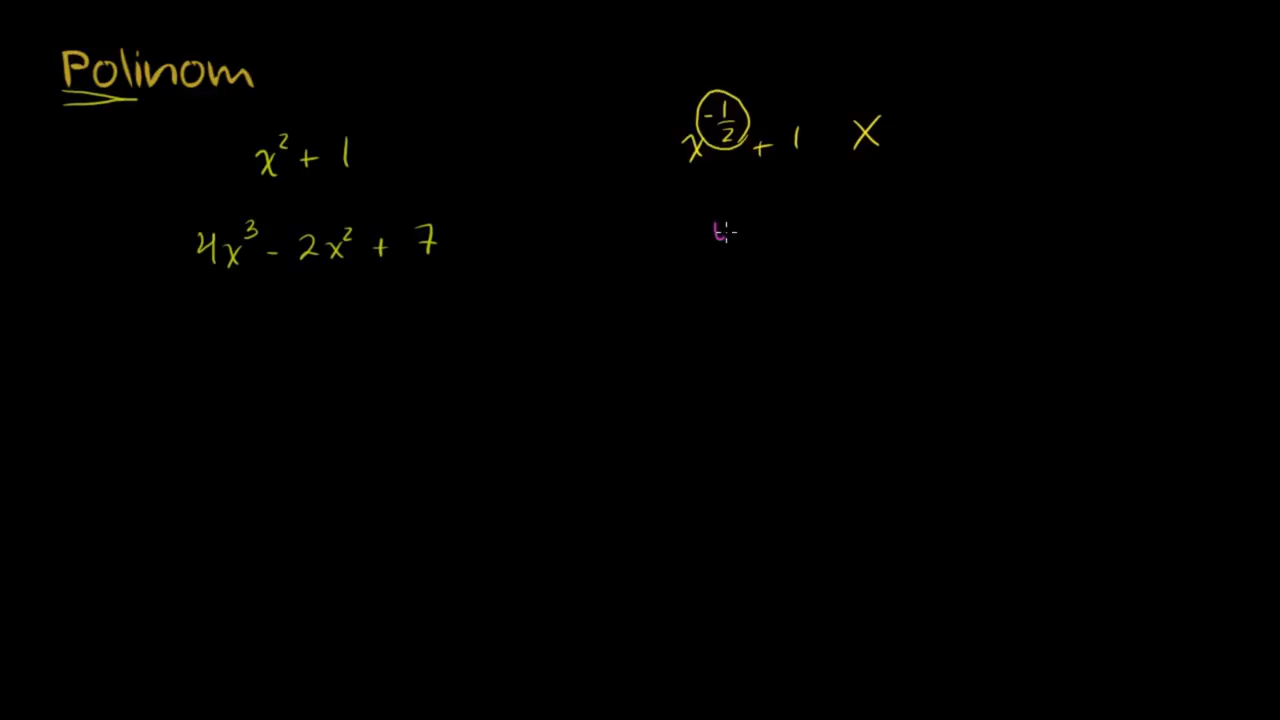 Polinom
x² + 1
4x³ - 2x² + 7
x^(-1/2) + 1 X